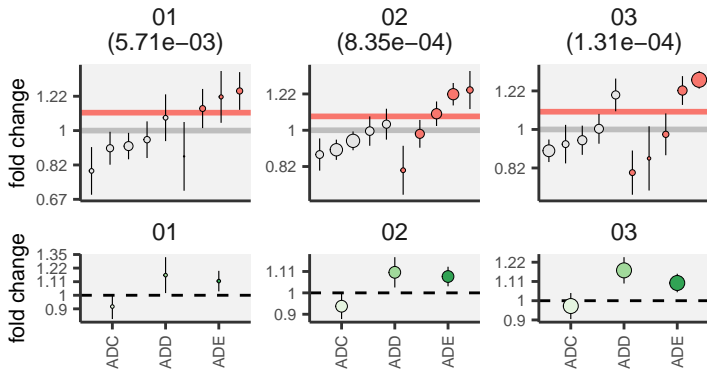 01 02 03
(5.71e−03) (8.35e−04) (1.31e−04)
fold change
1.22 1.22 1.22
1 1 1
0.82 0.82 0.82
0.67
01 02 03
fold change
1.35
1.22 1.11 1.22
1.11 1 1.11
1 0.9 1
0.9 0.9
ADC ADD ADE ADC ADD ADE ADC ADD ADE